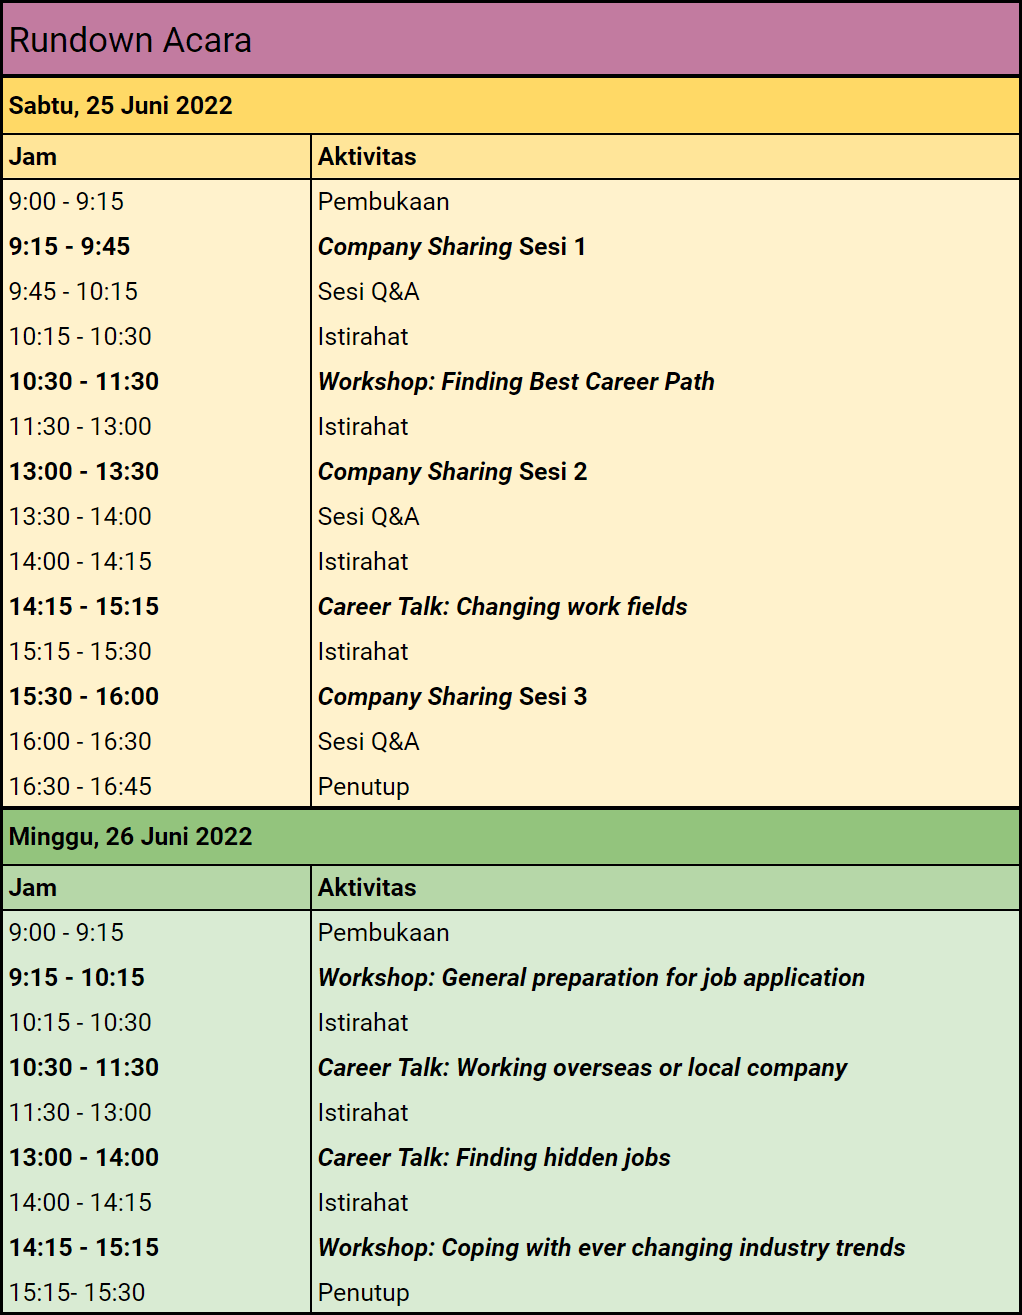 Rundown Acara
Sabtu, 25 Juni 2022
Jam Aktivitas
9:00 - 9:15 Pembukaan
9:15 - 9:45 Company Sharing Sesi 1
9:45 - 10:15 Sesi Q&A
10:15 - 10:30 Istirahat
10:30 - 11:30 Workshop: Finding Best Career Path
11:30 - 13:00 Istirahat
13:00 - 13:30 Company Sharing Sesi 2
13:30 - 14:00 Sesi Q&A
14:00 - 14:15 Istirahat
14:15 - 15:15 Career Talk: Changing work fields
15:15 - 15:30 Istirahat
15:30 - 16:00 Company Sharing Sesi 3
16:00 - 16:30 Sesi Q&A
16:30 - 16:45 Penutup
Minggu, 26 Juni 2022
Jam Aktivitas
9:00 - 9:15 Pembukaan
9:15 - 10:15 Workshop: General preparation for job application
10:15 - 10:30 Istirahat
10:30 - 11:30 Career Talk: Working overseas or local company
11:30 - 13:00 Istirahat
13:00 - 14:00 Career Talk: Finding hidden jobs
14:00 - 14:15 Istirahat
14:15 - 15:15 Workshop: Coping with ever changing industry trends
15:15- 15:30 Penutup